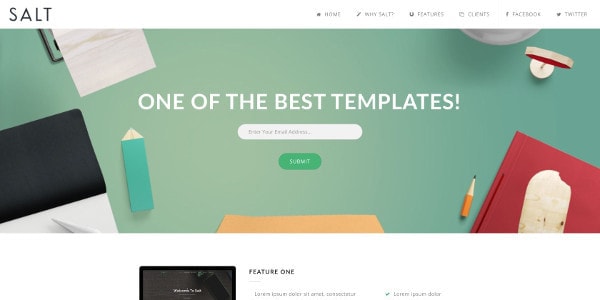 SALT
HOME WHY SALT? FEATURES CLIENTS FACEBOOK TWITTER
ONE OF THE BEST TEMPLATES!
Enter Your Email Address...
SUBMIT
Welcome To Salt
FEATURE ONE
Lorem ipsum dolor sit amet, consectetur
Lorem ipsum dolor